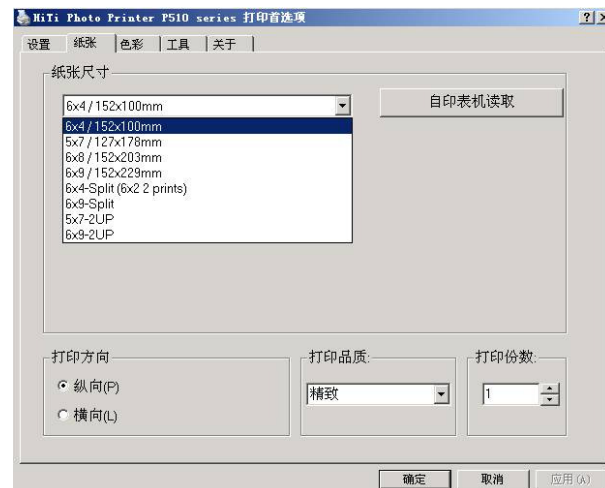 HiTi Photo Printer P510 series 打印首选项
设置 纸张 色彩 工具 关于
纸张尺寸
6x4 / 152x100mm
自印表机读取
6x4 / 152x100mm
5x7 / 127x178mm
6x8 / 152x203mm
6x9 / 152x229mm
6x4-Split (6x2 2 prints)
6x9-Split
5x7-2UP
6x9-2UP
打印方向
纵向(P)
横向(L)
打印品质:
精致
打印份数:
1
确定 取消 应用(A)